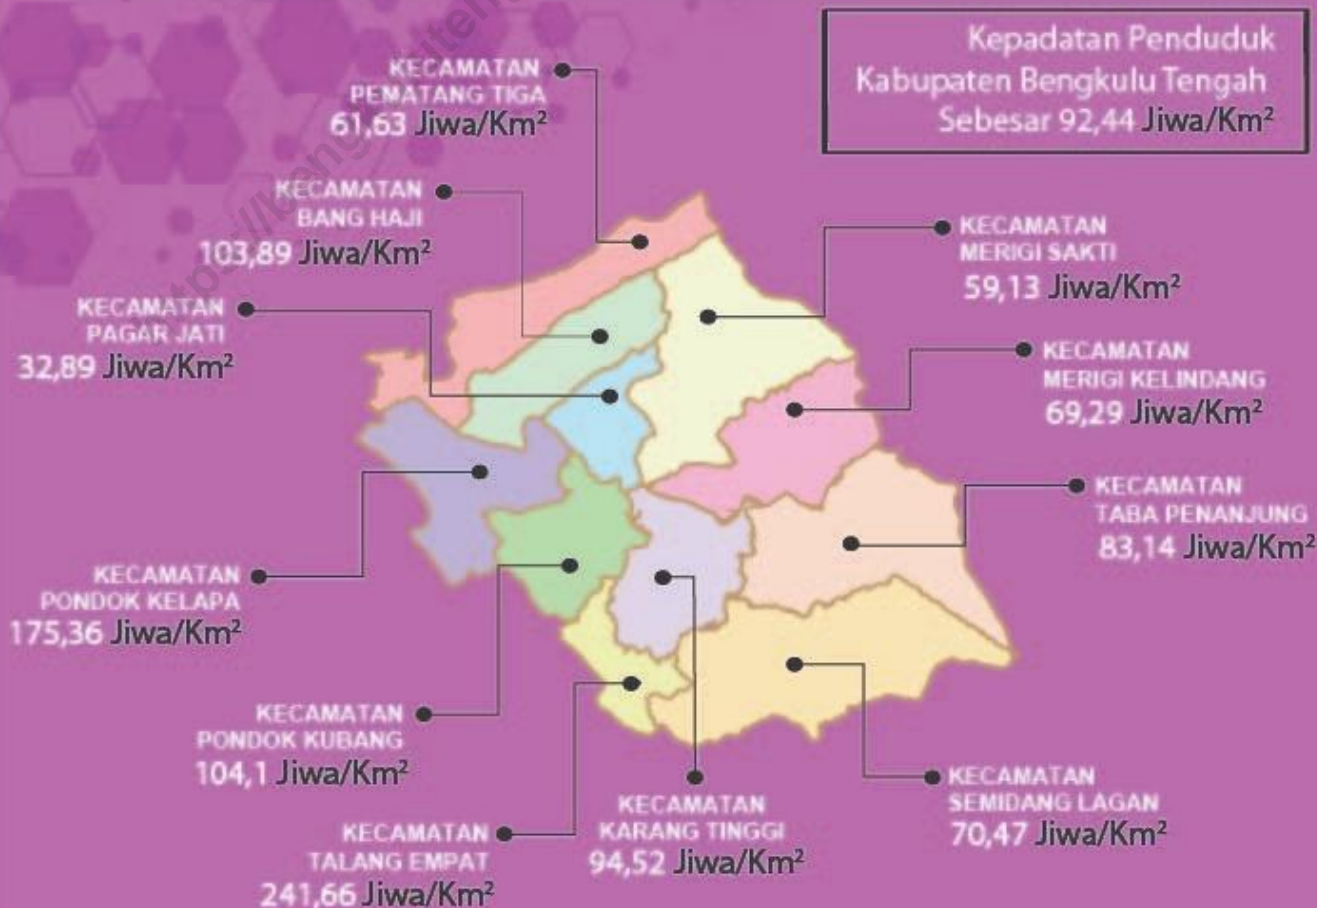 Kepadatan Penduduk
Kabupaten Bengkulu Tengah
Sebesar 92,44 Jiwa/Km²
KECAMATAN
PEMATANG TIGA
61,63 Jiwa/Km²
KECAMATAN
BANG HAJI
103,89 Jiwa/Km²
KECAMATAN
PAGAR JATI
32,89 Jiwa/Km²
KECAMATAN
MERIGI SAKTI
59,13 Jiwa/Km²
KECAMATAN
MERIGI KELINDANG
69,29 Jiwa/Km²
KECAMATAN
TABA PENANJUNG
83,14 Jiwa/Km²
KECAMATAN
PONDOK KELAPA
175,36 Jiwa/Km²
KECAMATAN
PONDOK KUBANG
104,1 Jiwa/Km²
KECAMATAN
TALANG EMPAT
241,66 Jiwa/Km²
KECAMATAN
KARANG TINGGI
94,52 Jiwa/Km²
KECAMATAN
SEMIDANG LAGAN
70,47 Jiwa/Km²